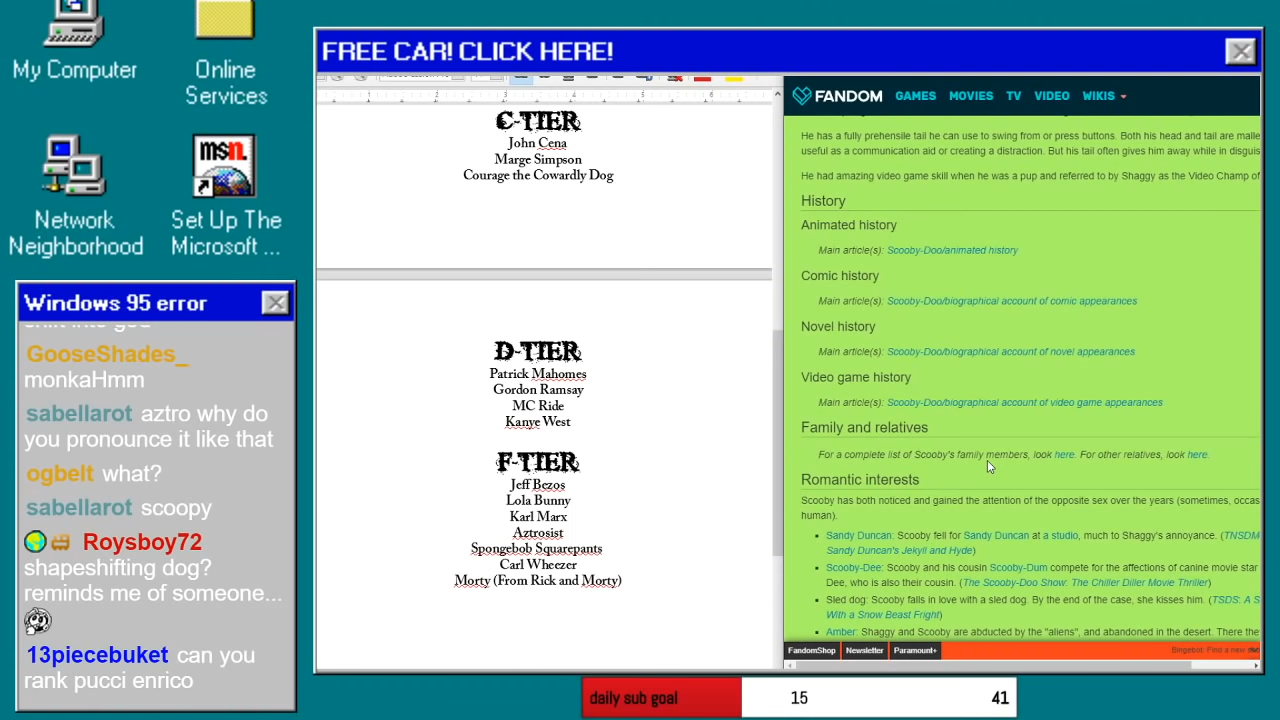 My Computer
Online
Services
Network
Neighborhood
msn.
Set Up The
Microsoft ...
Windows 95 error
GooseShades_
monkaHmm
sabellarot aztro why do
you pronounce it like that
ogbelt what?
sabellarot scoopy
Roysboy72
shapeshifting dog?
reminds me of someone...
13piecebuket can you
rank pucci enrico
FREE CAR! CLICK HERE!
1 2 3 4 5 6
C-TIER
John Cena
Marge Simpson
Courage the Cowardly Dog
D-TIER
Patrick Mahomes
Gordon Ramsay
MC Ride
Kanye West
F-TIER
Jeff Bezos
Lola Bunny
Karl Marx
Aztrosist
Spongebob Squarepants
Carl Wheezer
Morty (From Rick and Morty)
FANDOM GAMES MOVIES TV VIDEO WIKIS
He has a fully prehensile tail he can use to swing from or press buttons. Both his head and tail are malle
useful as a communication aid or creating a distraction. But his tail often gives him away while in disguis
He had amazing video game skill when he was a pup and referred to by Shaggy as the Video Champ of
History
Animated history
Main article(s): Scooby-Doo/animated history
Comic history
Main article(s): Scooby-Doo/biographical account of comic appearances
Novel history
Main article(s): Scooby-Doo/biographical account of novel appearances
Video game history
Main article(s): Scooby-Doo/biographical account of video game appearances
Family and relatives
For a complete list of Scooby's family members, look here. For other relatives, look here.
Romantic interests
Scooby has both noticed and gained the attention of the opposite sex over the years (sometimes, occas
human).
Sandy Duncan: Scooby fell for Sandy Duncan at a studio, much to Shaggy's annoyance. (TNSDM
Sandy Duncan's Jekyll and Hyde)
Scooby-Dee: Scooby and his cousin Scooby-Dum compete for the affections of canine movie star
Dee, who is also their cousin. (The Scooby-Doo Show: The Chiller Diller Movie Thriller)
Sled dog: Scooby falls in love with a sled dog. By the end of the case, she kisses him. (TSDS: A S
With a Snow Beast Fright)
Amber: Shaggy and Scooby are abducted by the "aliens", and abandoned in the desert. There the
FandomShop Newsletter Paramount+ Bingebot: Find a new
daily sub goal 15 41